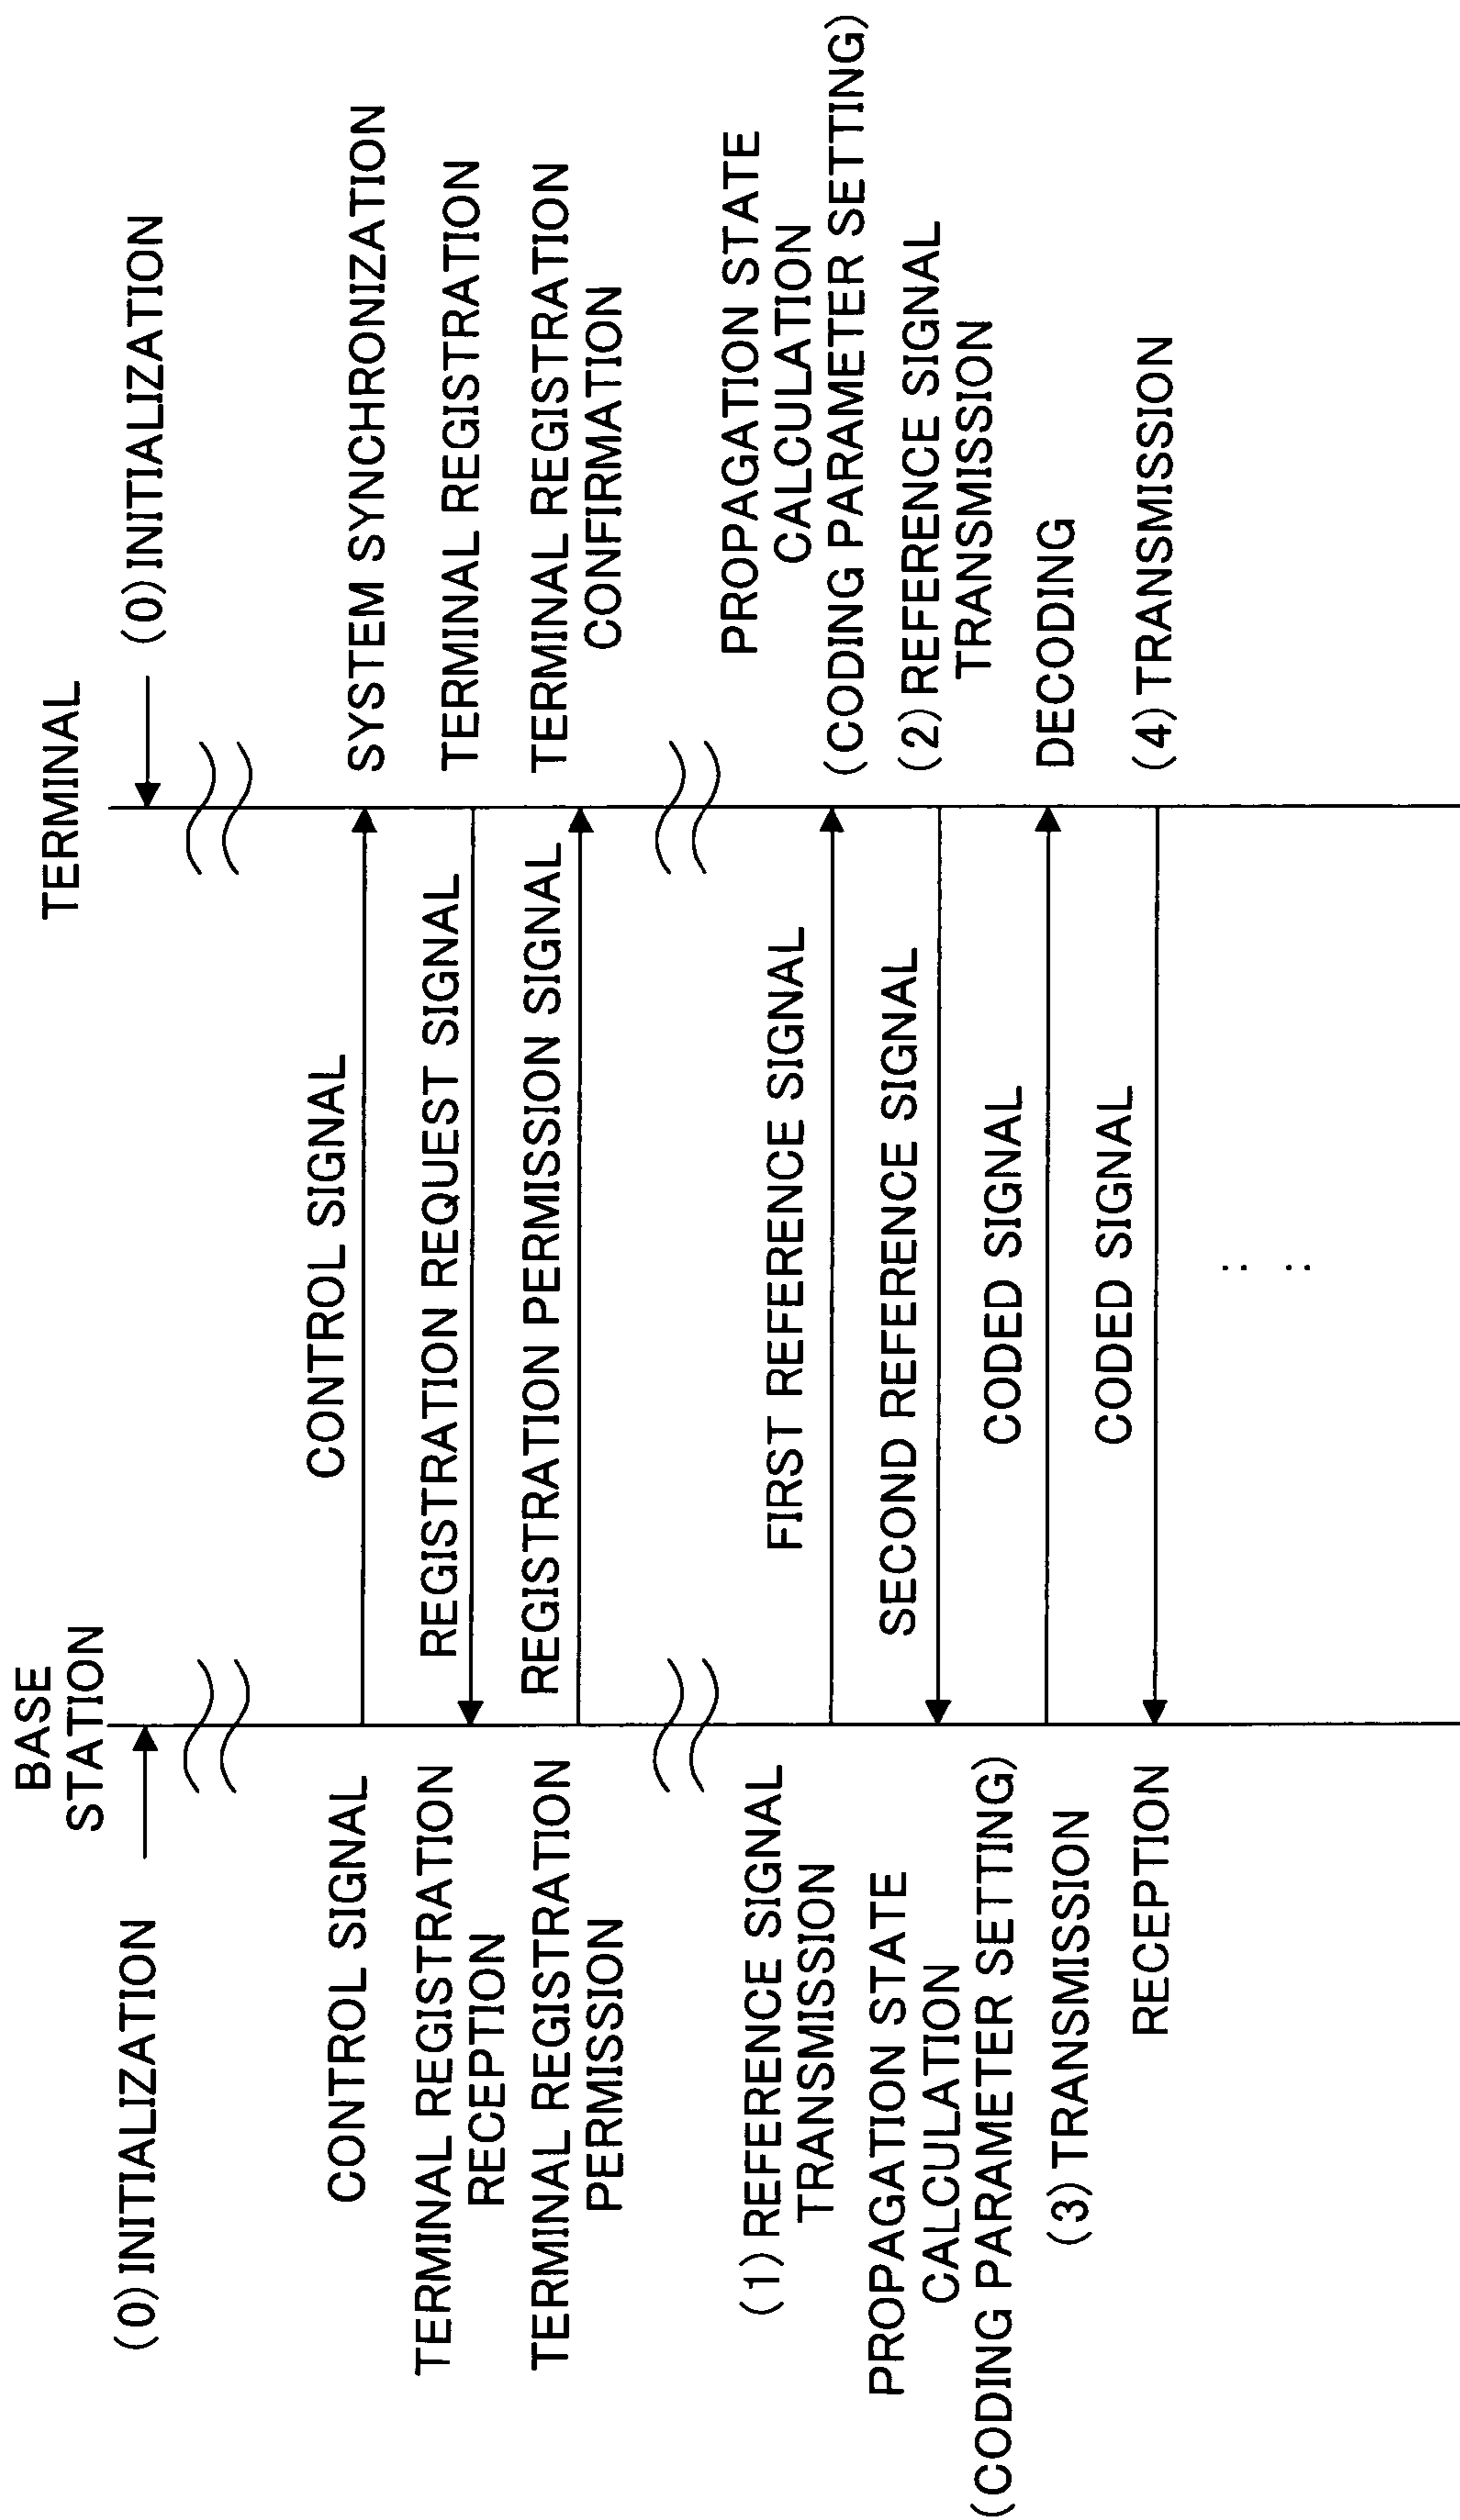 BASE
STATION
TERMINAL
(0) INITIALIZATION
(0) INITIALIZATION
CONTROL SIGNAL
CONTROL SIGNAL
SYSTEM SYNCHRONIZATION
TERMINAL REGISTRATION
RECEPTION
REGISTRATION REQUEST SIGNAL
TERMINAL REGISTRATION
TERMINAL REGISTRATION
PERMISSION
REGISTRATION PERMISSION SIGNAL
TERMINAL REGISTRATION
CONFIRMATION
(1) REFERENCE SIGNAL
TRANSMISSION
FIRST REFERENCE SIGNAL
PROPAGATION STATE
CALCULATION
(CODING PARAMETER SETTING)
PROPAGATION STATE
CALCULATION
(CODING PARAMETER SETTING)
SECOND REFERENCE SIGNAL
(2) REFERENCE SIGNAL
TRANSMISSION
(3) TRANSMISSION
CODED SIGNAL
DECODING
RECEPTION
CODED SIGNAL
(4) TRANSMISSION